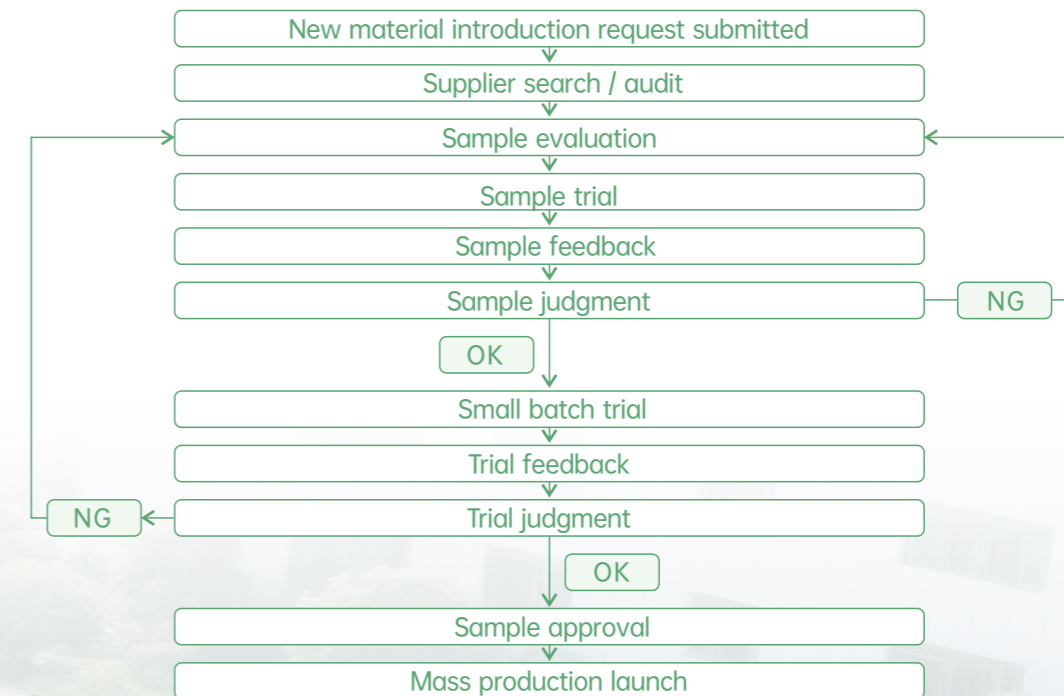 New material introduction request submitted
Supplier search / audit
Sample evaluation
Sample trial
Sample feedback
Sample judgment
NG
OK
Small batch trial
Trial feedback
NG
Trial judgment
OK
Sample approval
Mass production launch